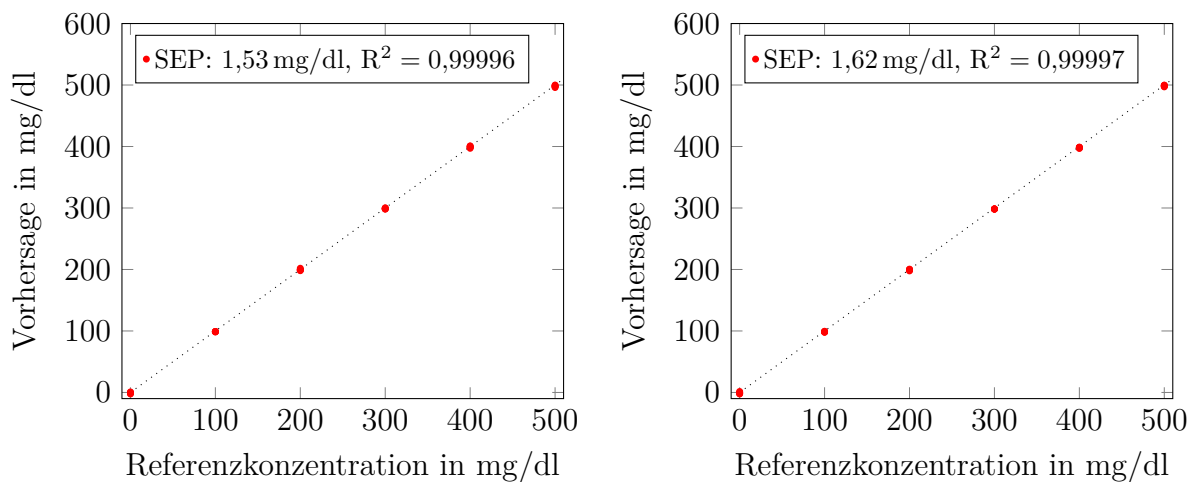 SEP: 1,53 mg/dl, R² = 0,99996
Vorhersage in mg/dl
600
500
400
300
200
100
0
0 100 200 300 400 500
Referenzkonzentration in mg/dl
SEP: 1,62 mg/dl, R² = 0,99997
Vorhersage in mg/dl
600
500
400
300
200
100
0
0 100 200 300 400 500
Referenzkonzentration in mg/dl